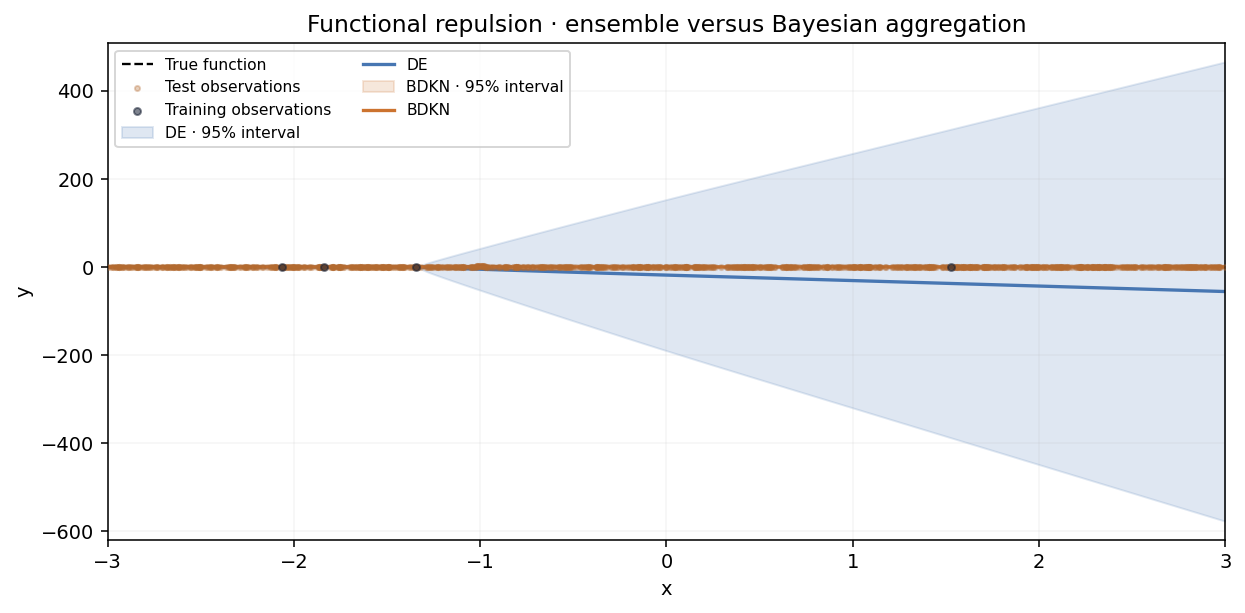 Functional repulsion · ensemble versus Bayesian aggregation
True function
Test observations
Training observations
DE · 95% interval
DE
BDKN · 95% interval
BDKN
400
200
0
−200
−400
−600
y
−3
−2
−1
0
1
2
3
x